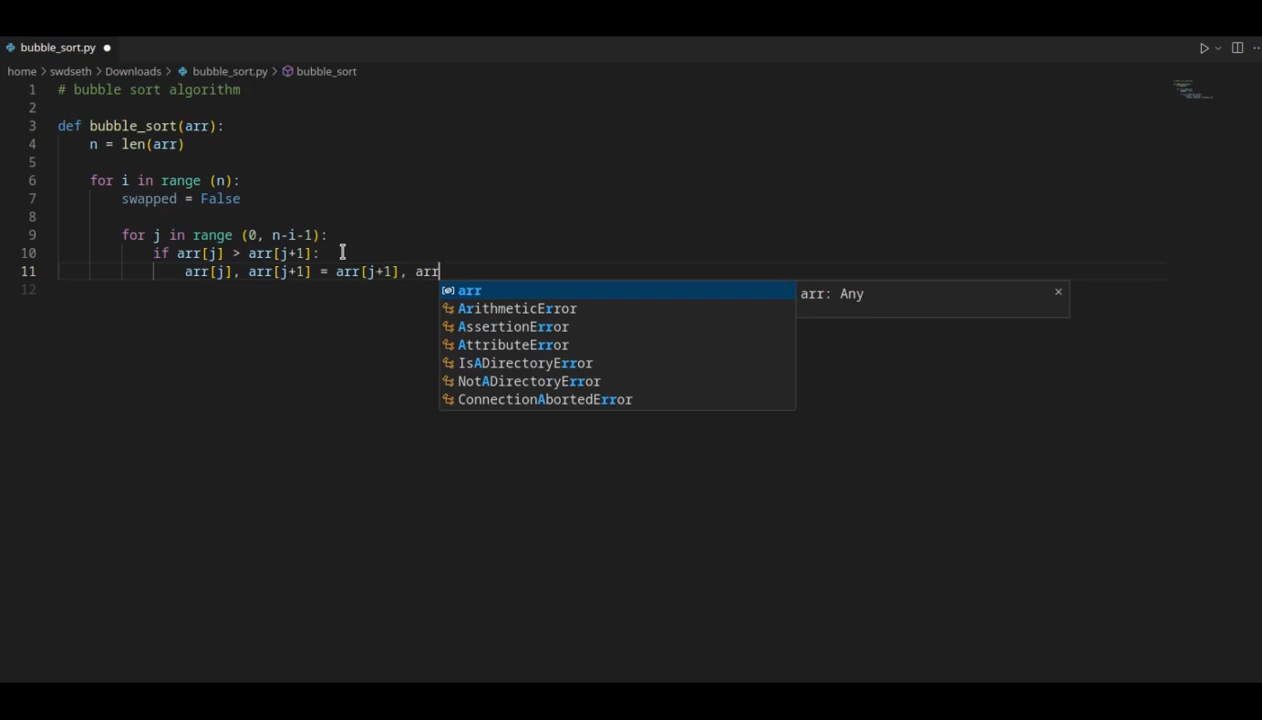 bubble_sort.py
home > swdseth > Downloads > bubble_sort.py > bubble_sort
1 # bubble sort algorithm
2
3 def bubble_sort(arr):
4     n = len(arr)
5
6     for i in range (n):
7         swapped = False
8
9         for j in range (0, n-i-1):
10             if arr[j] > arr[j+1]:
11                 arr[j], arr[j+1] = arr[j+1], arr
12
arr
arr: Any
ArithmeticError
AssertionError
AttributeError
IsADirectoryError
NotADirectoryError
ConnectionAbortedError